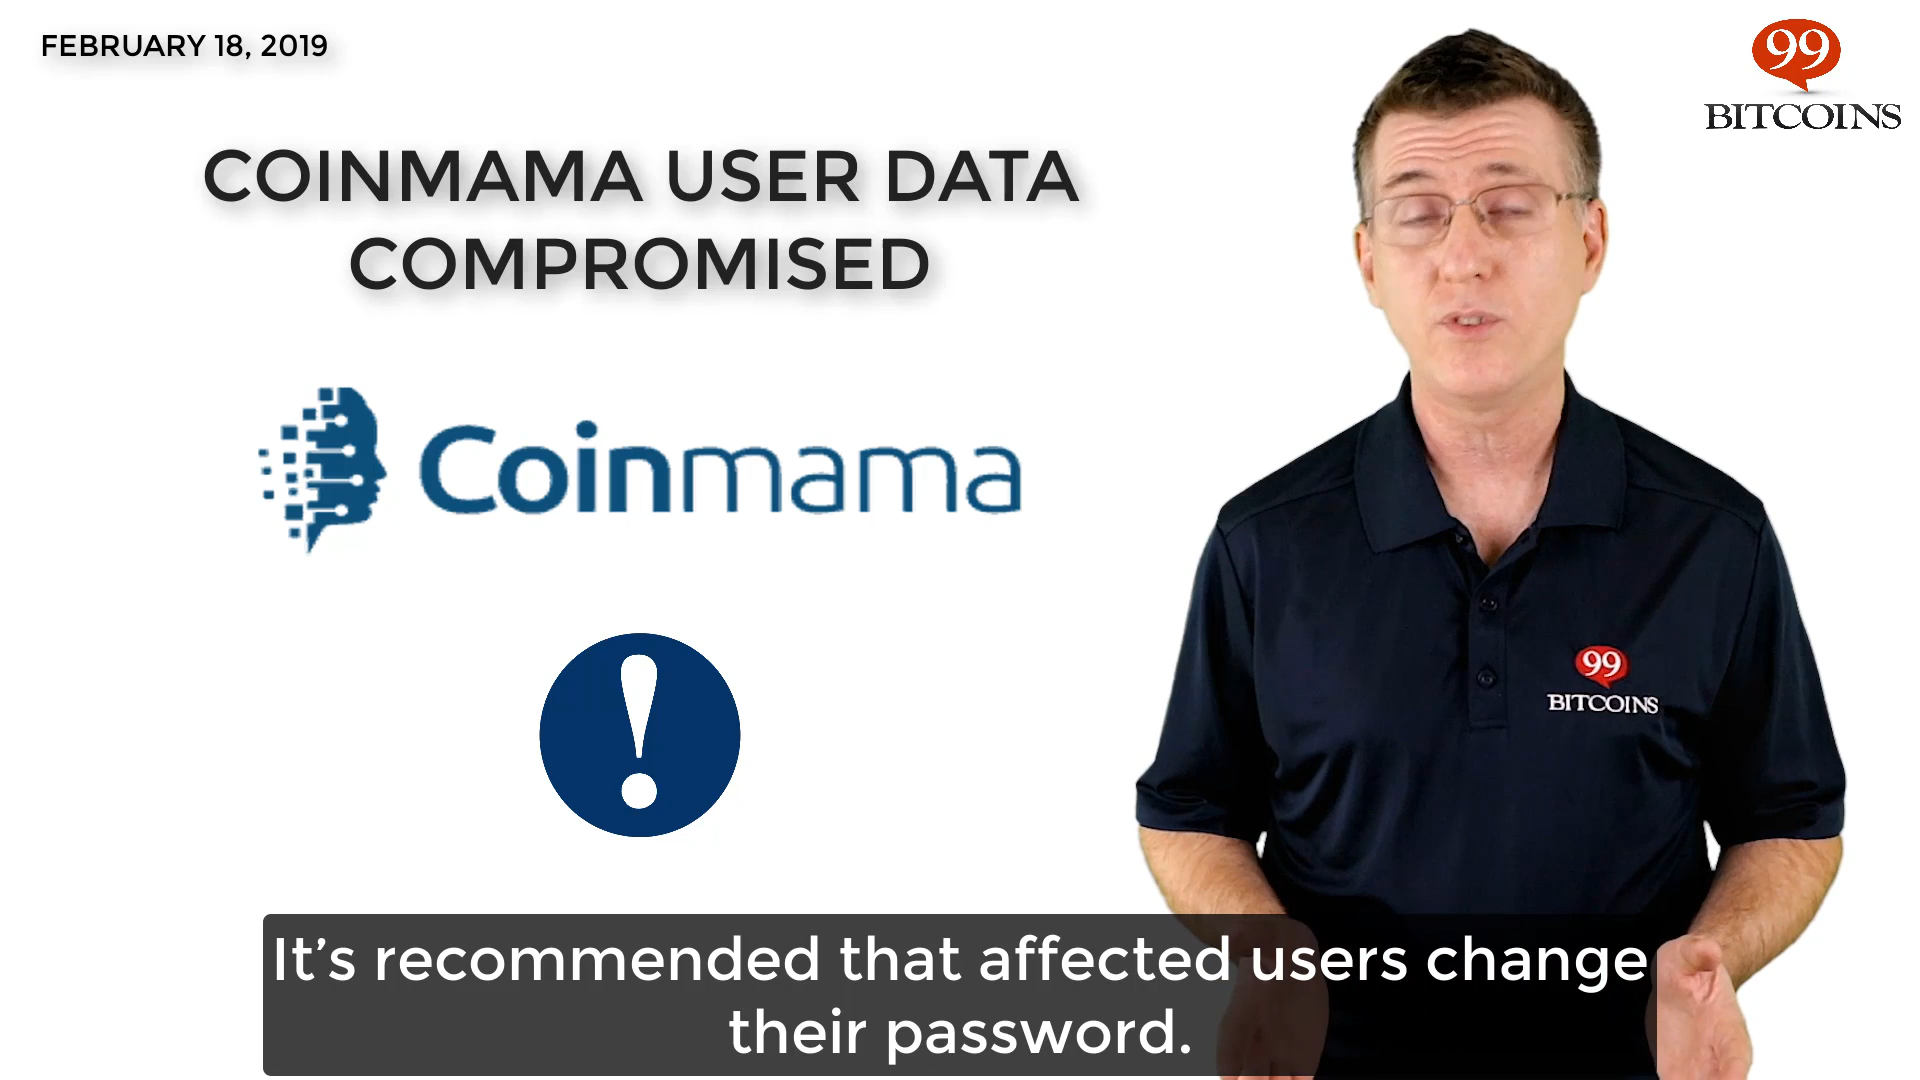 FEBRUARY 18, 2019
99
BITCOINS
COINMAMA USER DATA
COMPROMISED
Coinmama
!
99
BITCOINS
It’s recommended that affected users change
their password.